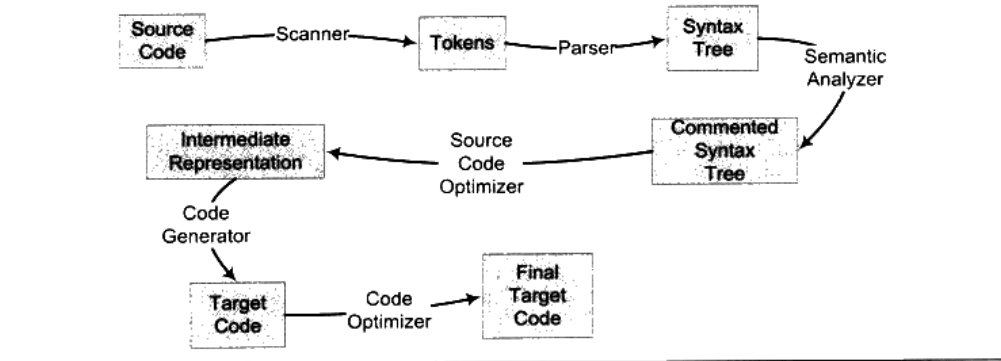 Source
Code
Scanner
Tokens
Parser
Syntax
Tree
Semantic
Analyzer
Commented
Syntax
Tree
Source
Code
Optimizer
Intermediate
Representation
Code
Generator
Target
Code
Code
Optimizer
Final
Target
Code